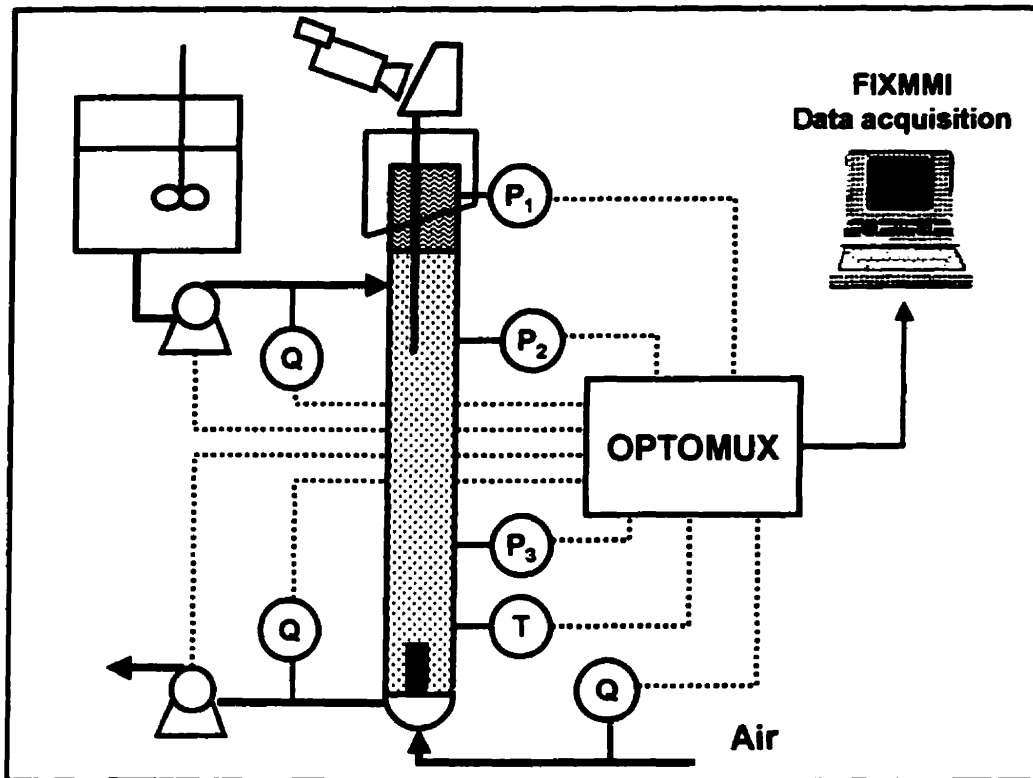 FIXMMI
Data acquisition
P₁
P₂
Q
OPTOMUX
P₃
Q
T
Q
Air